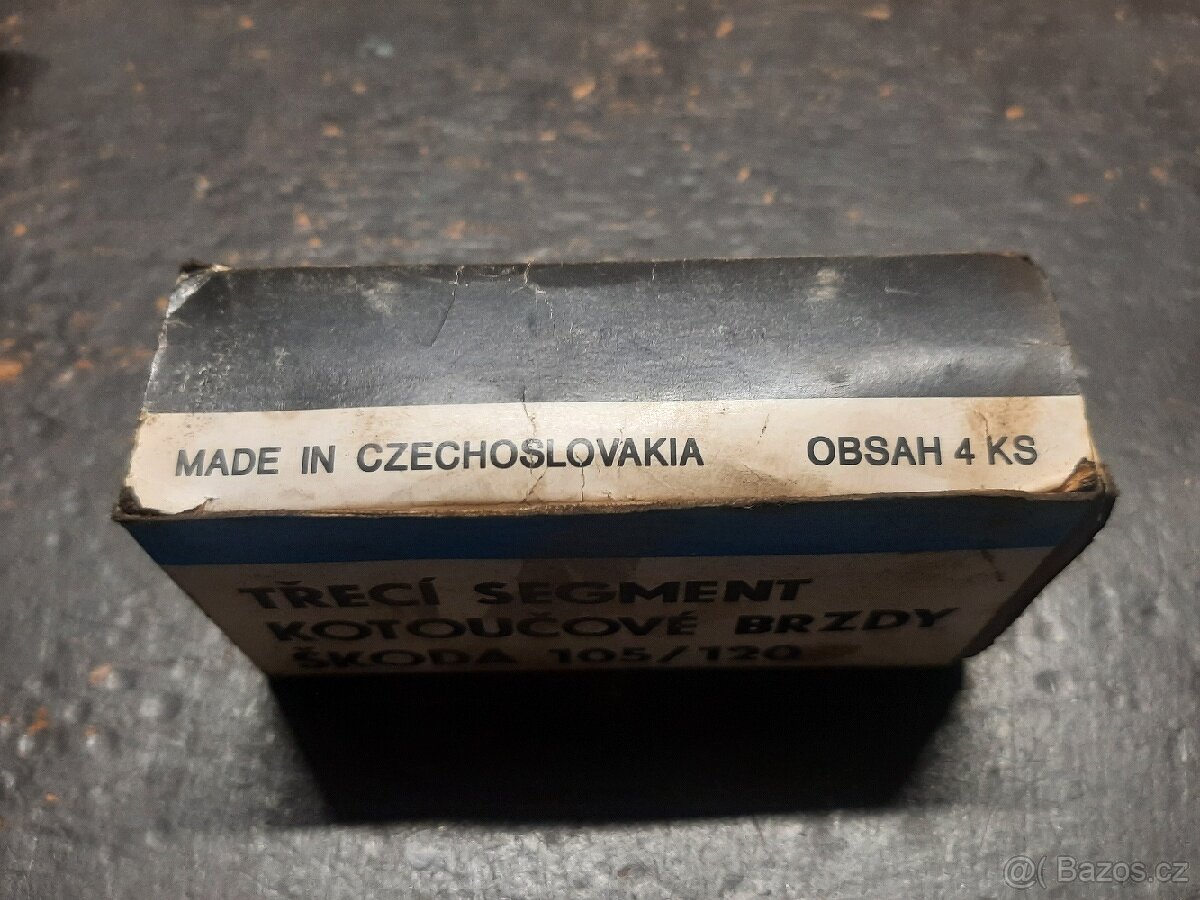 MADE IN CZECHOSLOVAKIA OBSAH 4 KS
TŘECÍ SEGMENT
KOTOUČOVÉ BRZDY
ŠKODA 105/120
@( Bazos.cz